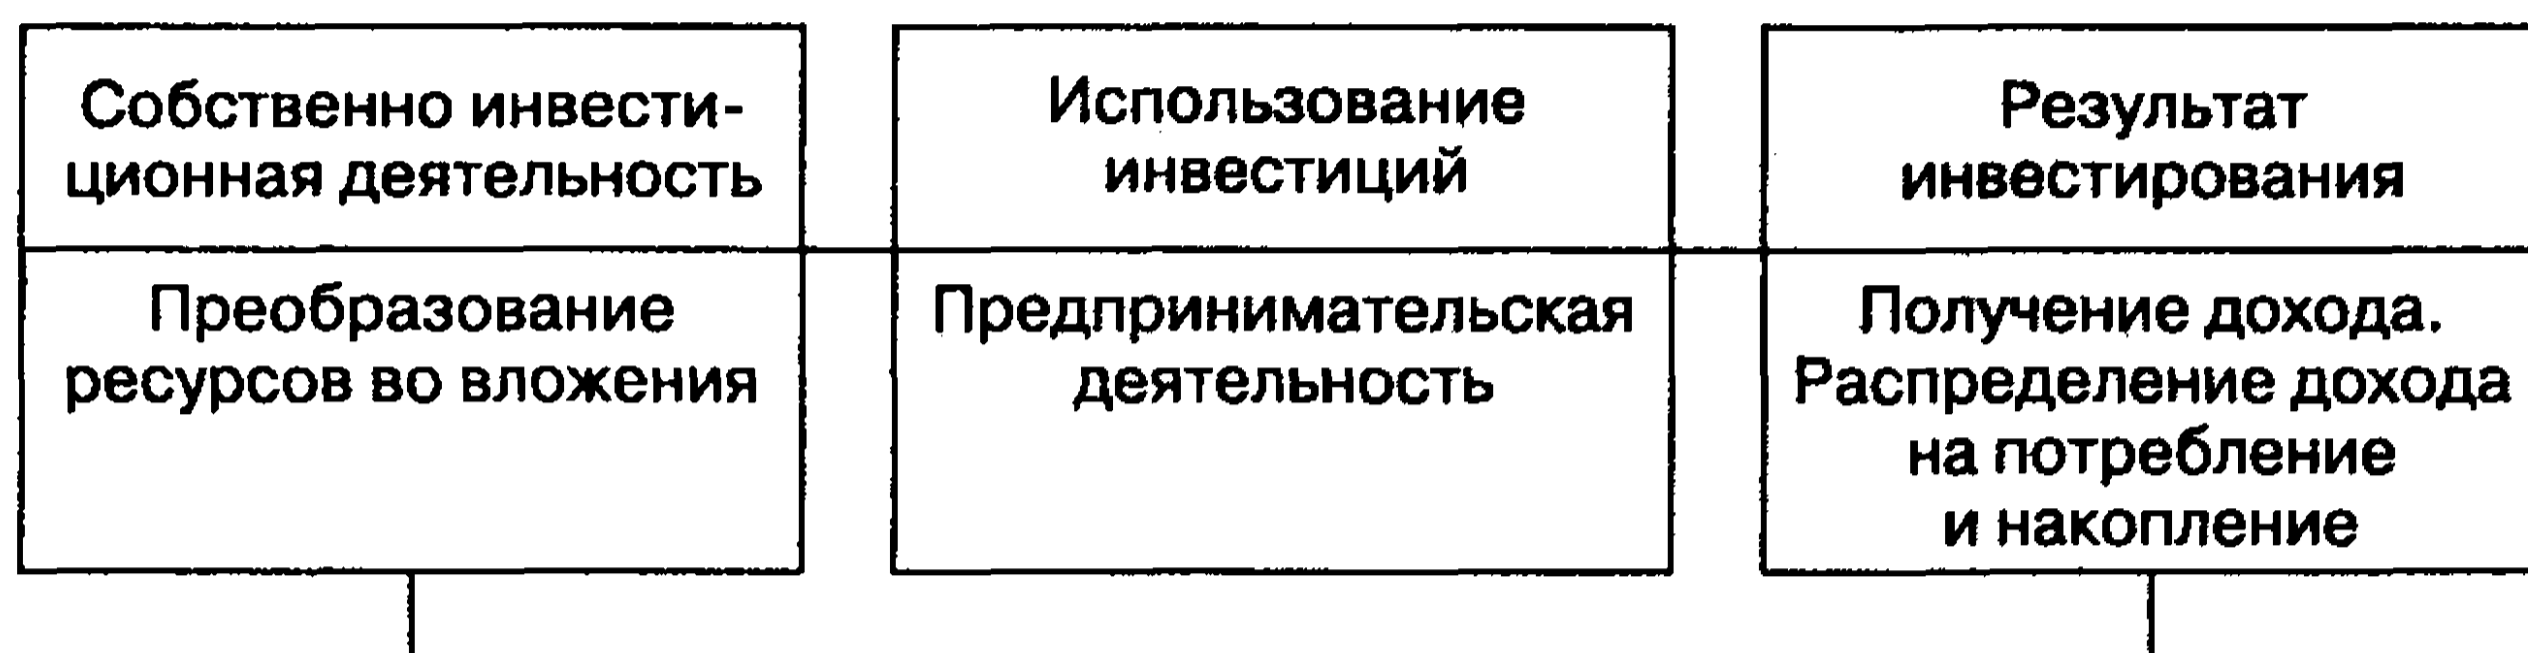 Собственно инвести-
ционная деятельность
Преобразование
ресурсов во вложения
Использование
инвестиций
Предпринимательская
деятельность
Результат
инвестирования
Получение дохода.
Распределение дохода
на потребление
и накопление